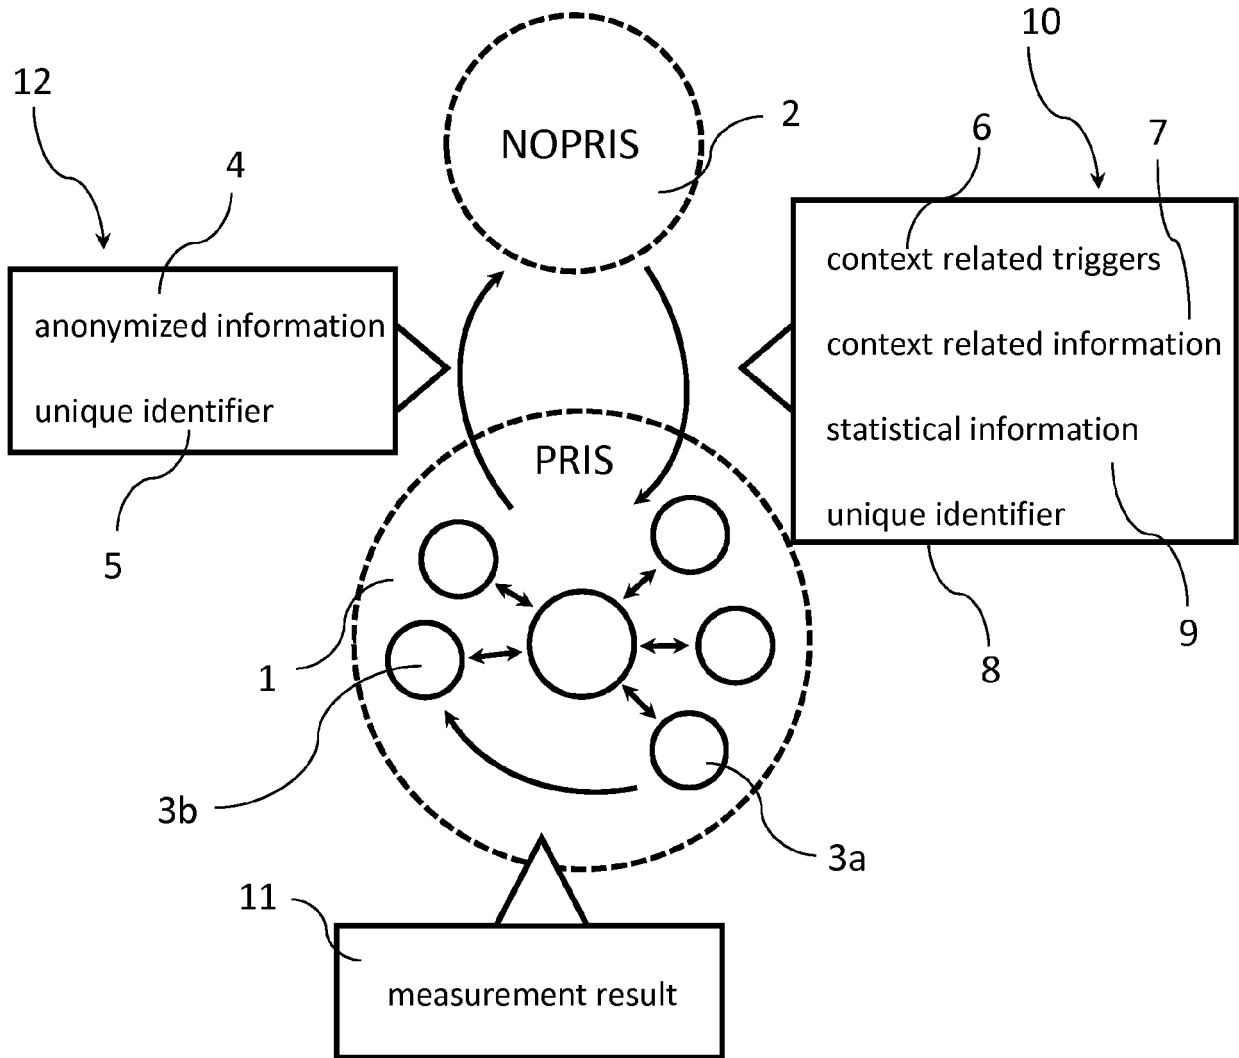 10
12
2
6
7
NOPRIS
4
context related triggers
anonymized information
context related information
unique identifier
statistical information
PRIS
unique identifier
5
9
1
8
3b
3a
11
measurement result